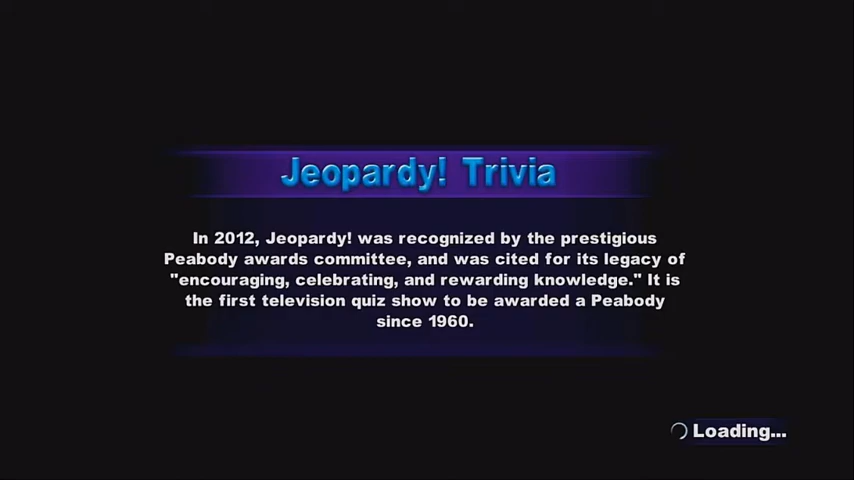 Jeopardy! Trivia
In 2012, Jeopardy! was recognized by the prestigious
Peabody awards committee, and was cited for its legacy of
"encouraging, celebrating, and rewarding knowledge." It is
the first television quiz show to be awarded a Peabody
since 1960.
Loading...